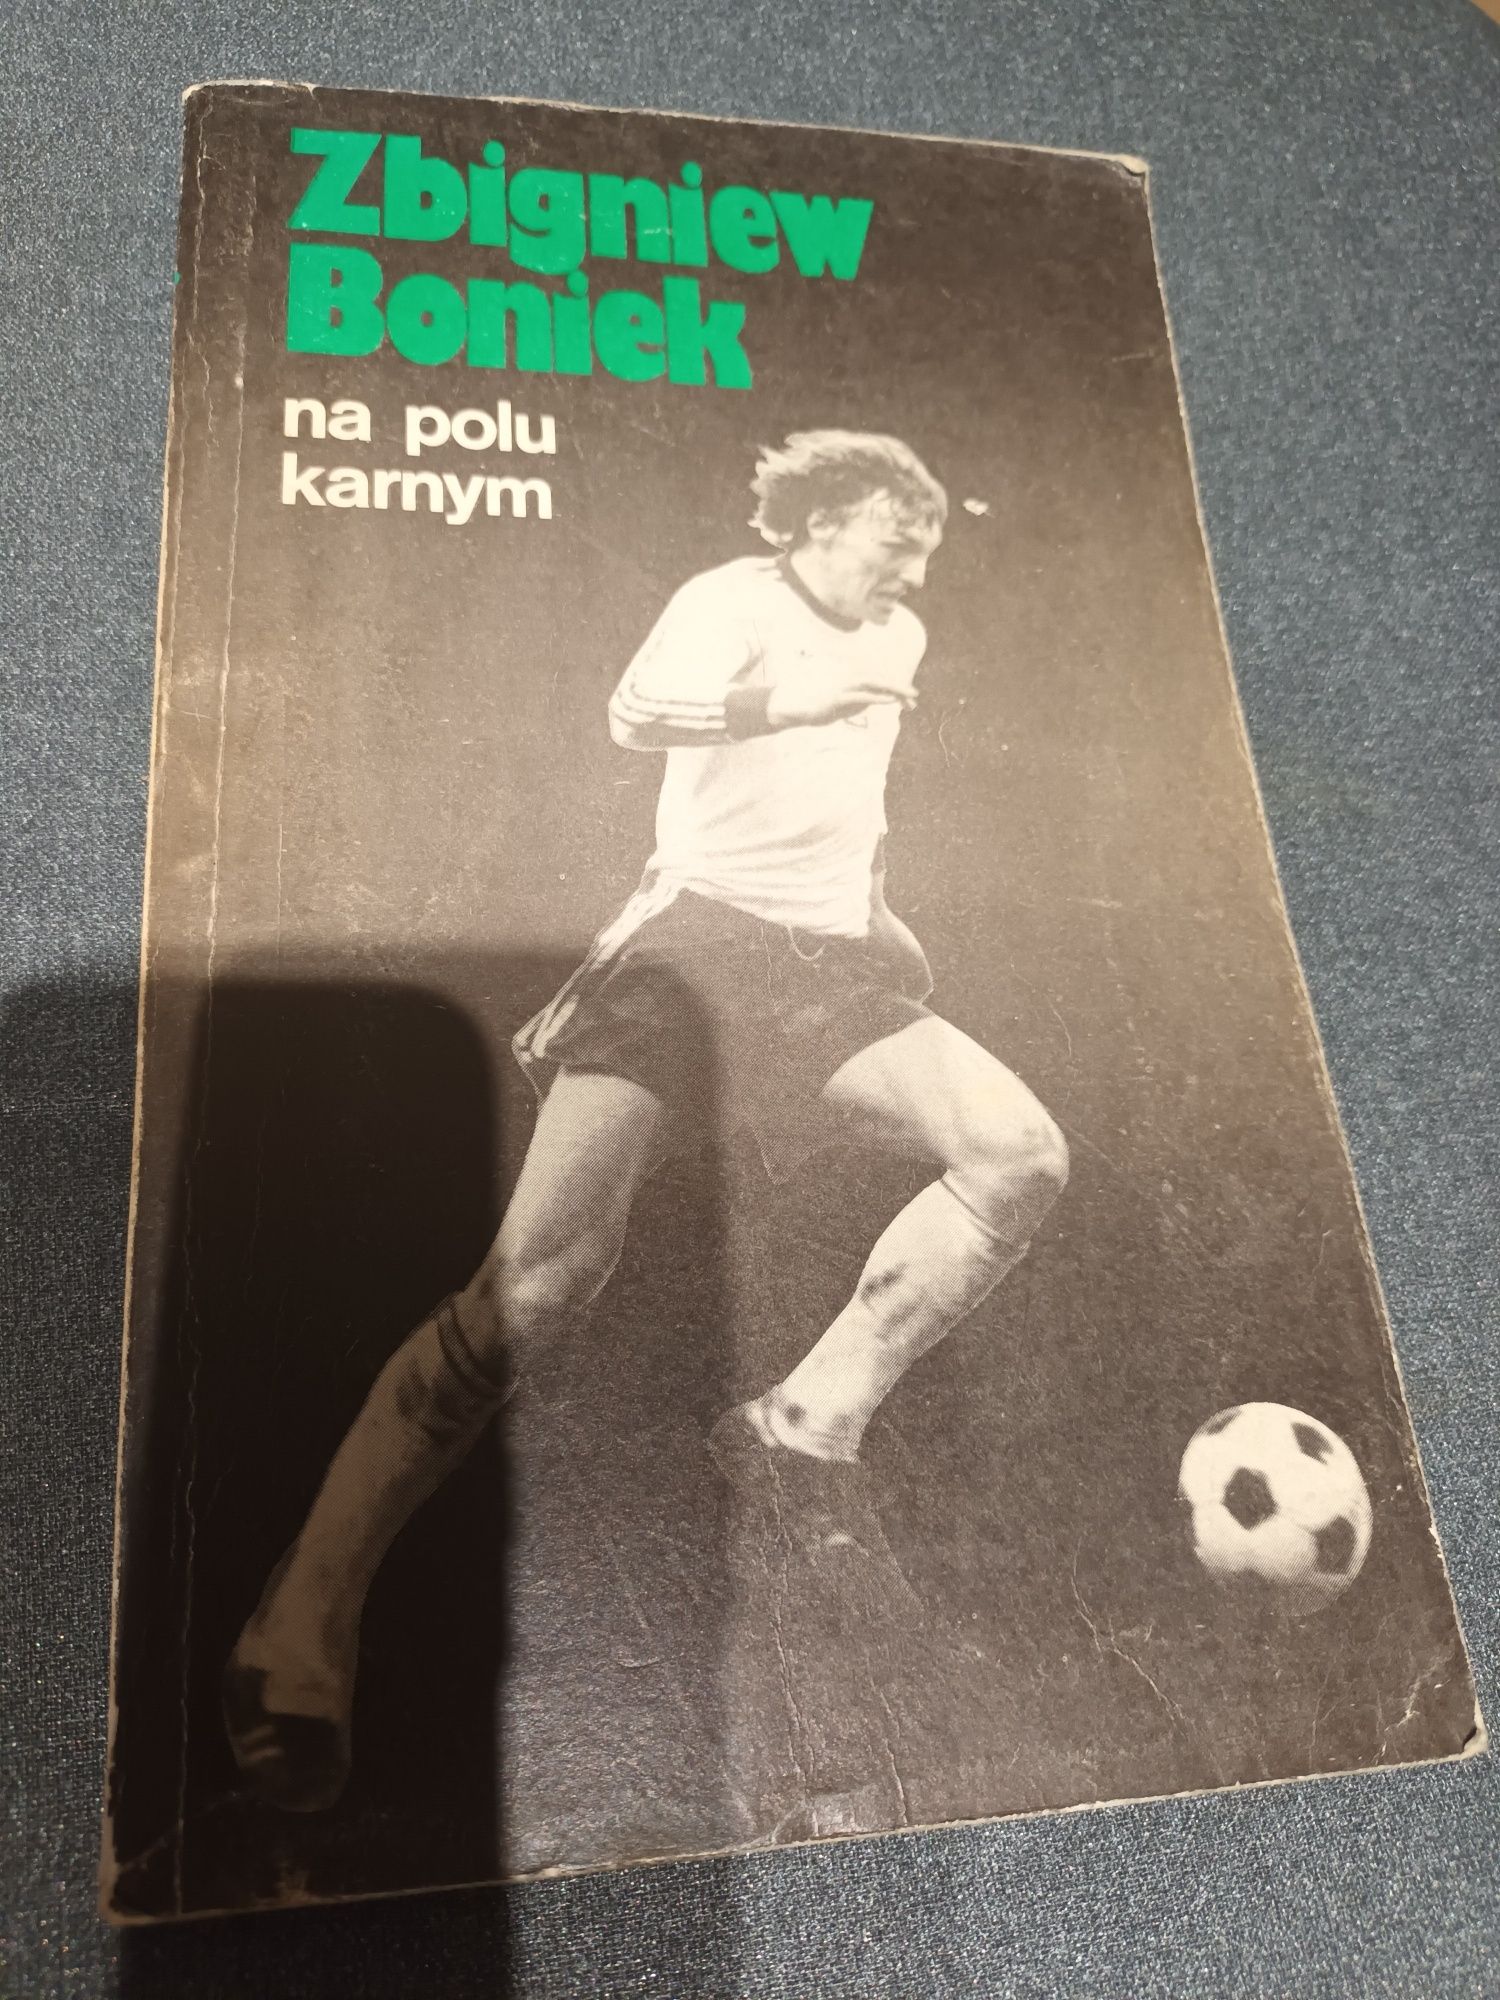 Zbigniew
Boniek
na polu
karnym